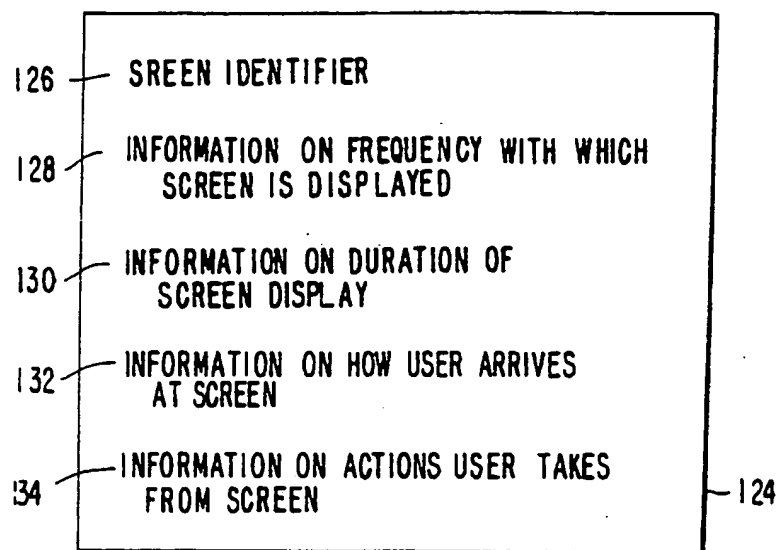 126 SREEN IDENTIFIER
128 INFORMATION ON FREQUENCY WITH WHICH
SCREEN IS DISPLAYED
130 INFORMATION ON DURATION OF
SCREEN DISPLAY
132 INFORMATION ON HOW USER ARRIVES
AT SCREEN
134 INFORMATION ON ACTIONS USER TAKES
FROM SCREEN
124